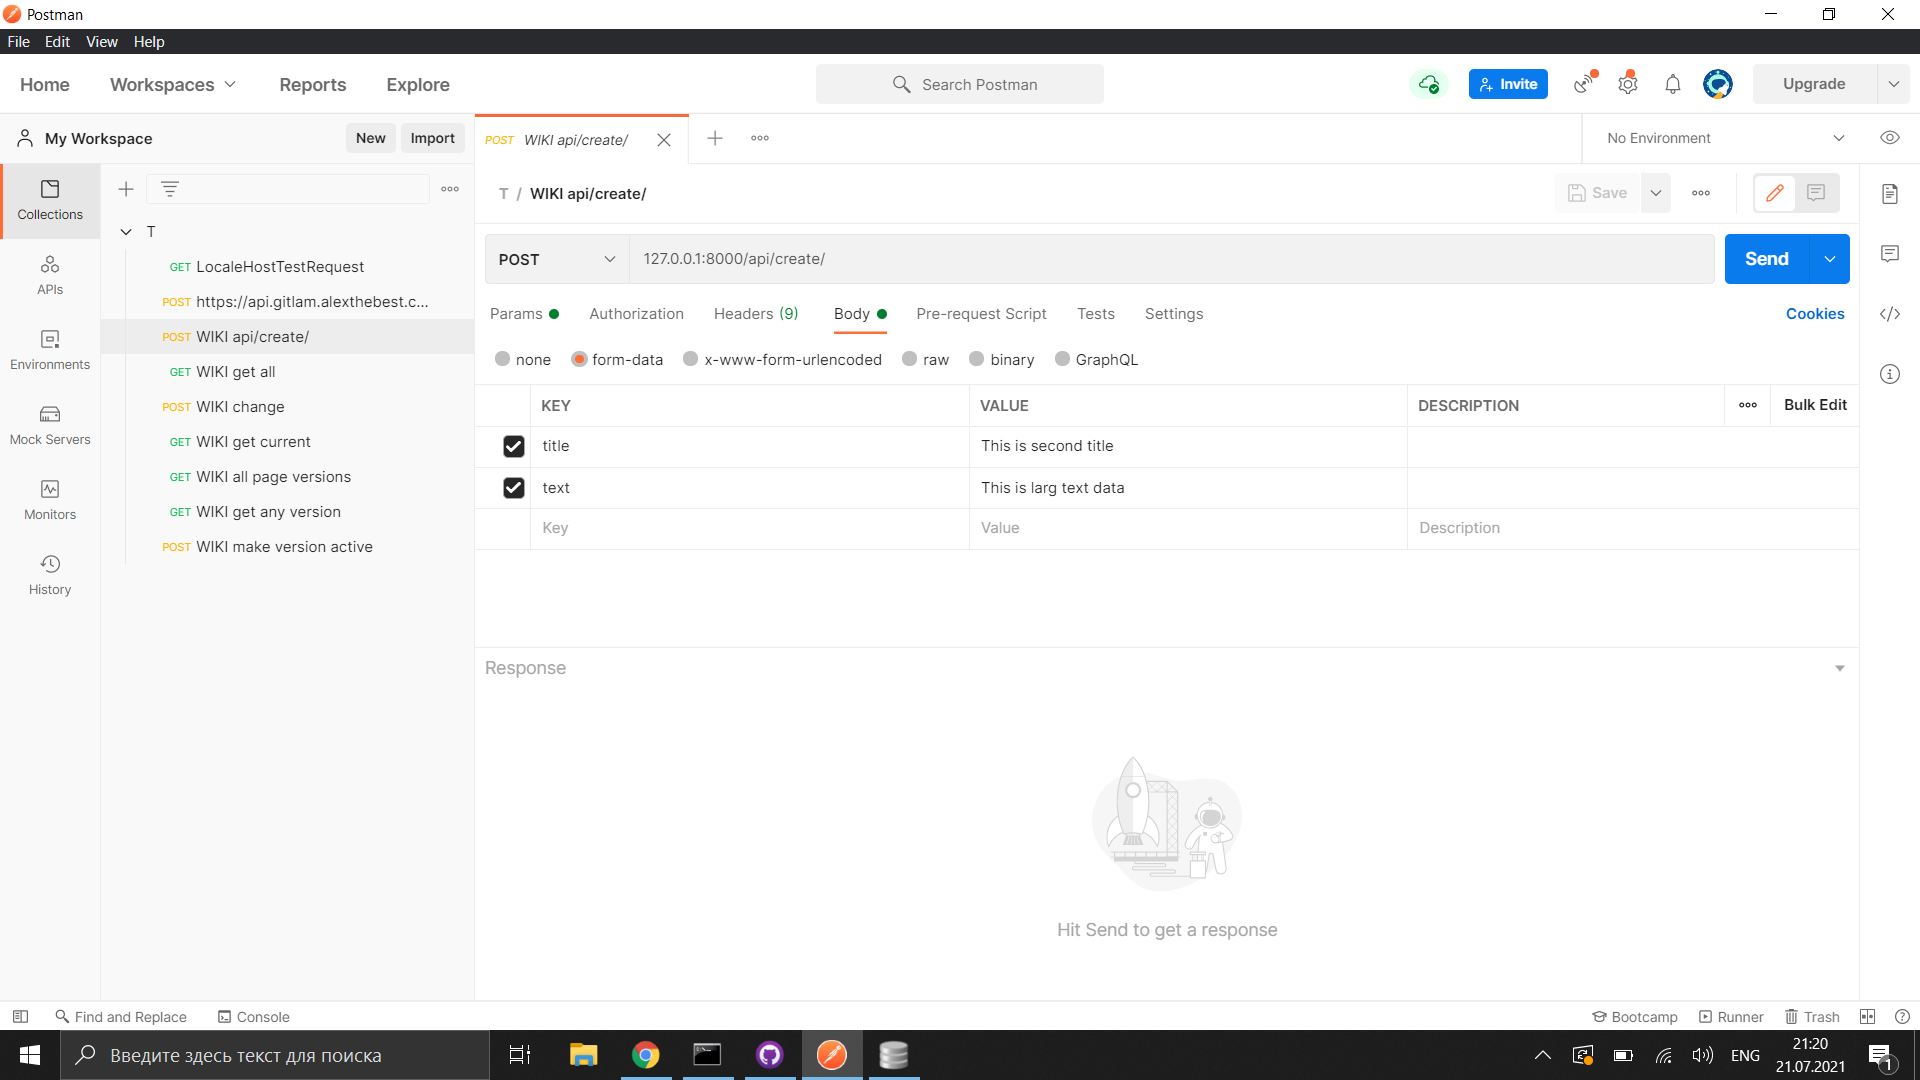 Postman
File Edit View Help
Home Workspaces Reports Explore Search Postman Invite Upgrade
My Workspace New Import POST WIKI api/create/ No Environment
T / WIKI api/create/ Save
Collections
APIs
Environments
Mock Servers
Monitors
History
T
GET LocaleHostTestRequest
POST https://api.gitlam.alexthebest.c...
POST WIKI api/create/
GET WIKI get all
POST WIKI change
GET WIKI get current
GET WIKI all page versions
GET WIKI get any version
POST WIKI make version active
POST 127.0.0.1:8000/api/create/ Send
Params Authorization Headers (9) Body Pre-request Script Tests Settings Cookies
none form-data x-www-form-urlencoded raw binary GraphQL
KEY VALUE DESCRIPTION Bulk Edit
title This is second title
text This is larg text data
Key Value Description
Response
Hit Send to get a response
Find and Replace Console Bootcamp Runner Trash
Введите здесь текст для поиска ENG 21:20
21.07.2021 1